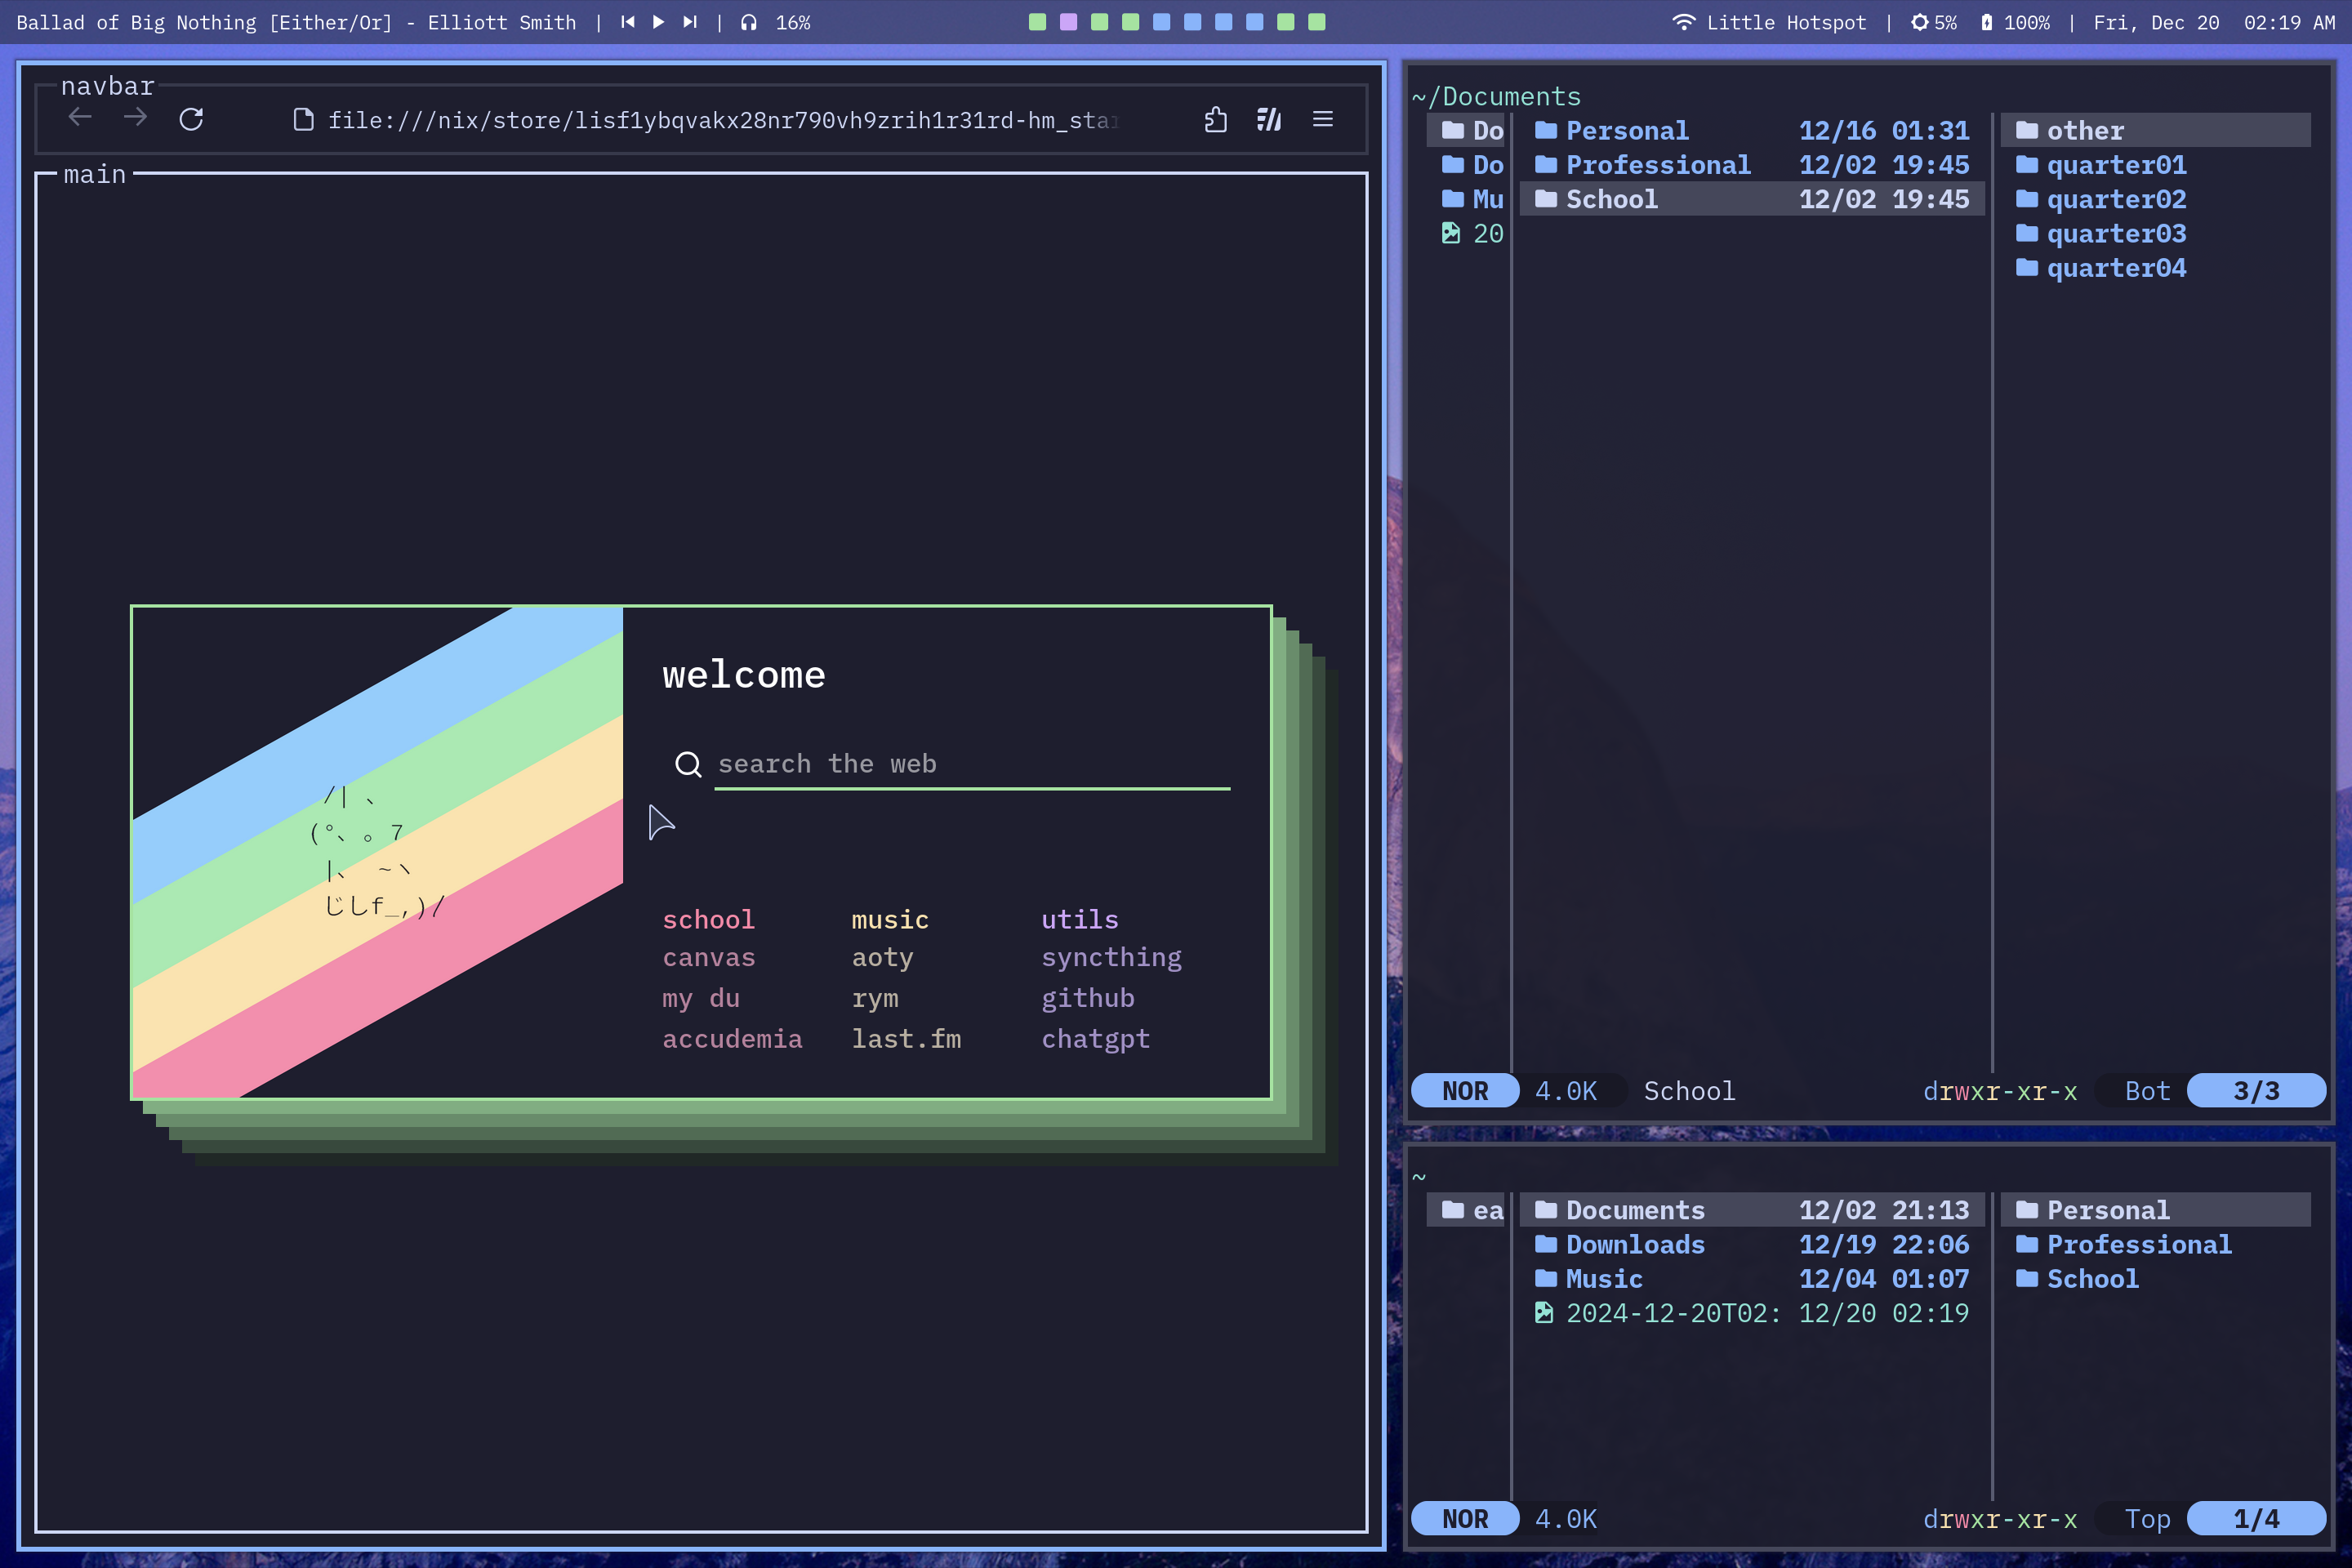 Ballad of Big Nothing [Either/Or] - Elliott Smith | | 16%
Little Hotspot | 5% 100% | Fri, Dec 20 02:19 AM
navbar
file:///nix/store/lisf1ybqvakx28nr790vh9zrih1r31rd-hm_sta
main
welcome
search the web
/| 、
(°、 。 7
|、 ~ヽ
じしf_,)/
school music utils
canvas aoty syncthing
my du rym github
accudemia last.fm chatgpt
~/Documents
Do Personal 12/16 01:31 other
Do Professional 12/02 19:45 quarter01
Mu School 12/02 19:45 quarter02
20 quarter03
quarter04
NOR 4.0K School drwxr-xr-x Bot 3/3
~
ea Documents 12/02 21:13 Personal
Downloads 12/19 22:06 Professional
Music 12/04 01:07 School
2024-12-20T02: 12/20 02:19
NOR 4.0K drwxr-xr-x Top 1/4